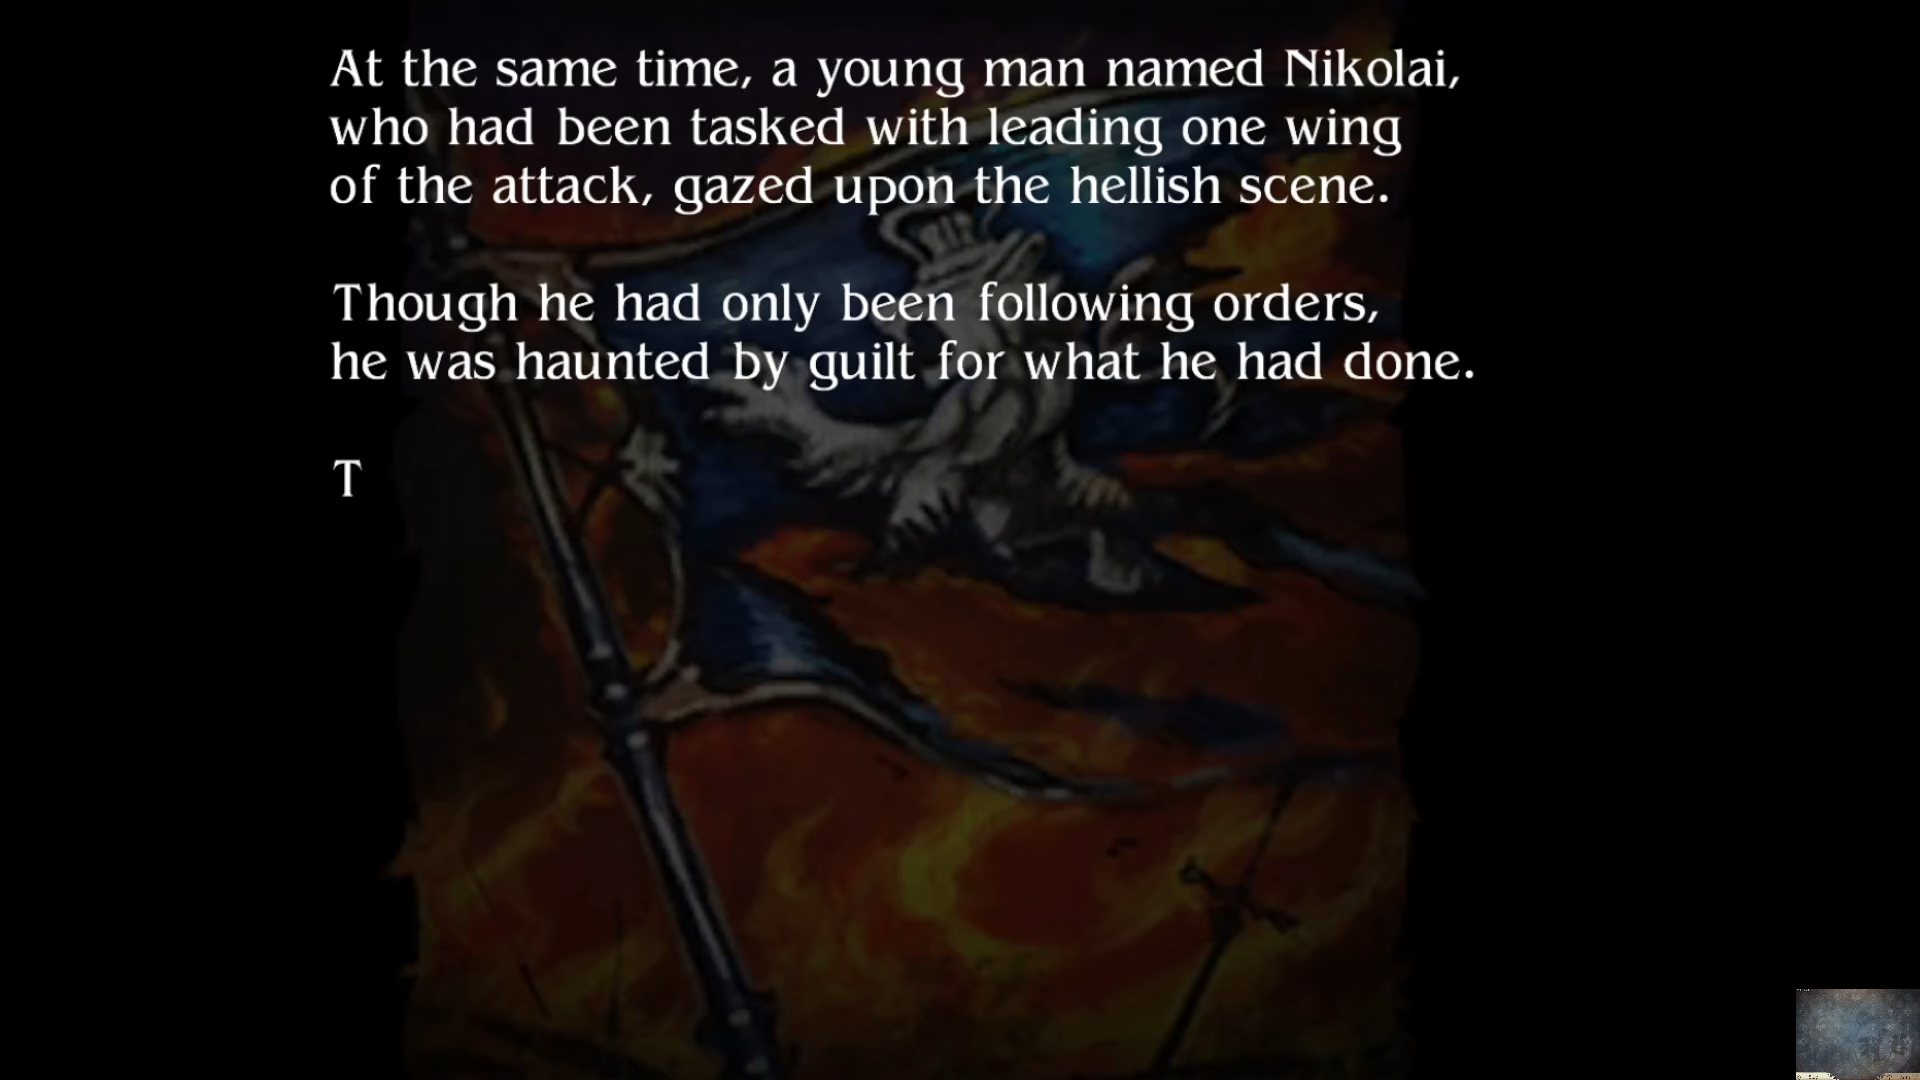 At the same time, a young man named Nikolai,
who had been tasked with leading one wing
of the attack, gazed upon the hellish scene.
Though he had only been following orders,
he was haunted by guilt for what he had done.
T